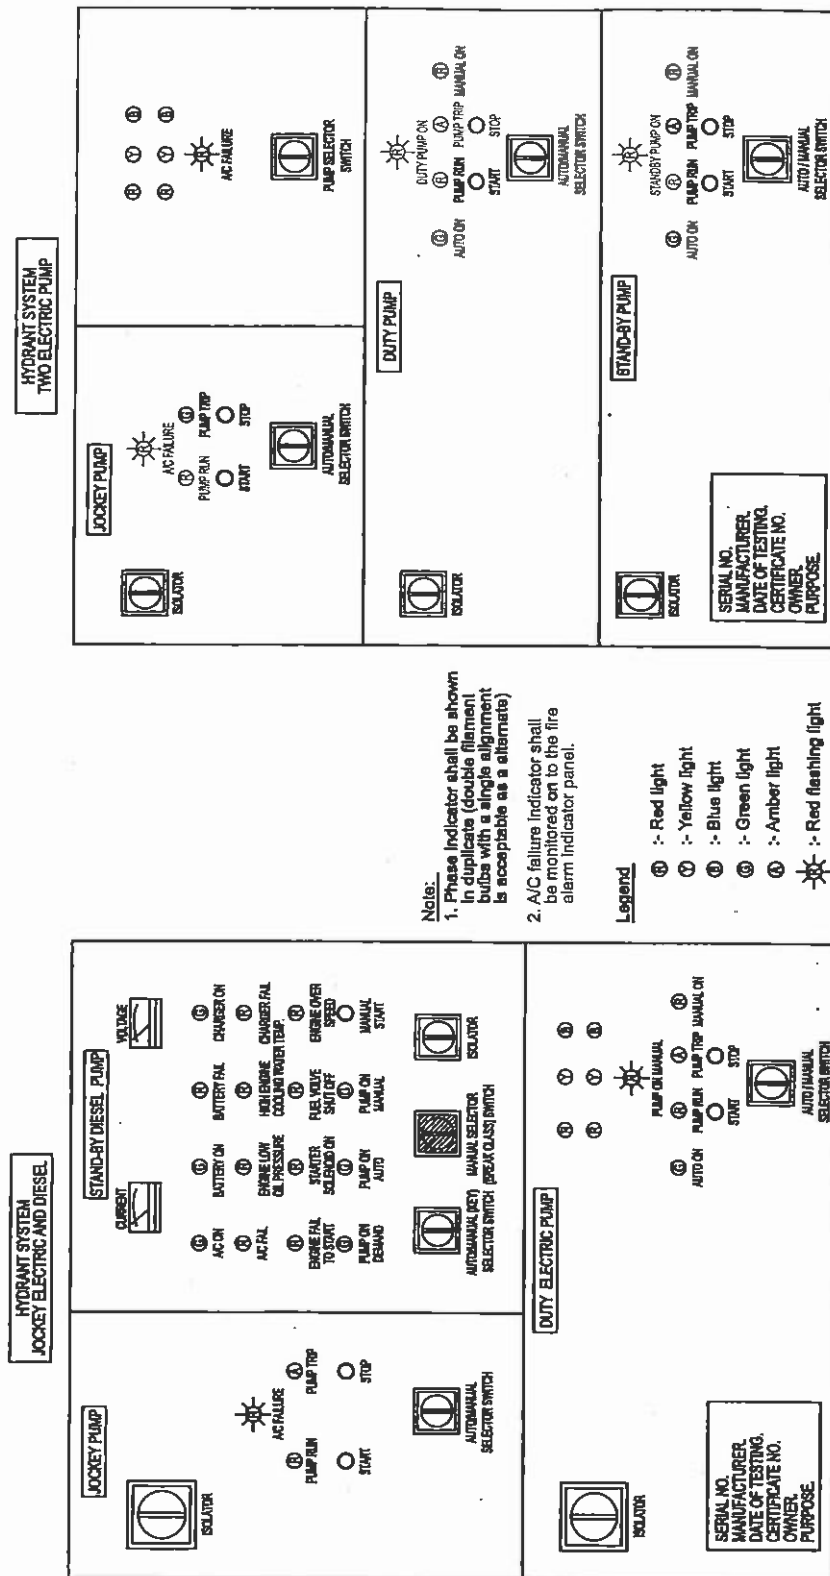 HYDRANT SYSTEM
JOCKEY ELECTRIC AND DIESEL
JOCKEY PUMP
ISOLATOR
R
A/C FAILURE
R
A
PUMP RUN
PUMP TRIP
START
STOP
AUTO/MANUAL
SELECTOR SWITCH
STAND-BY DIESEL PUMP
CURRENT
VOLTAGE
G
R
G
R
G
A/C ON
BATTERY ON
BATTERY FAIL
CHARGER ON
R
R
R
R
A/C FAIL
ENGINE LOW
OIL PRESSURE
HIGH ENGINE
COOLING WATER TEMP.
CHARGER FAIL
R
R
R
R
ENGINE FAIL
TO START
STARTER
SOLENOID ON
FUEL VOLVE
SHUT OFF
ENGINE OVER
SPEED
G
G
G
PUMP ON
DEMAND
PUMP ON
AUTO
PUMP ON
MANUAL
MANUAL
START
AUTO/MANUAL (KEY)
SELECTOR SWITCH
MANUAL SELECTOR
(BREAK GLASS) SWITCH
ISOLATOR
DUTY ELECTRIC PUMP
ISOLATOR
R Y B
R Y B
R
PUMP ON MANUAL
G R A R
AUTO ON PUMP RUN PUMP TRIP MANUAL ON
START STOP
AUTO / MANUAL
SELECTOR SWITCH
SERIAL NO.
MANUFACTURER.
DATE OF TESTING.
CERTIFICATE NO.
OWNER.
PURPOSE.
Note:
1. Phase Indicator shall be shown
in duplicate (double filament
bulbs with a single alignment
is acceptable as a alternate)
2. A/C failure indicator shall
be monitored on to the fire
alarm indicator panel.
Legend
R :- Red light
Y :- Yellow light
B :- Blue light
G :- Green light
A :- Amber light
R :- Red flashing light
HYDRANT SYSTEM
TWO ELECTRIC PUMP
JOCKEY PUMP
ISOLATOR
R
A/C FAILURE
R G
PUMP RUN PUMP TRIP
START STOP
AUTO/MANUAL
SELECTOR SWITCH
R Y B
R Y B
R
A/C FAILURE
PUMP SELECTOR
SWITCH
DUTY PUMP
ISOLATOR
R
DUTY PUMP ON
G R A R
AUTO ON PUMP RUN PUMP TRIP MANUAL ON
START STOP
AUTO/MANUAL
SELECTOR SWITCH
STAND-BY PUMP
ISOLATOR
R
STANDBY PUMP ON
G R A R
AUTO ON PUMP RUN PUMP TRIP MANUAL ON
START STOP
AUTO / MANUAL
SELECTOR SWITCH
SERIAL NO.
MANUFACTURER.
DATE OF TESTING.
CERTIFICATE NO.
OWNER.
PURPOSE.